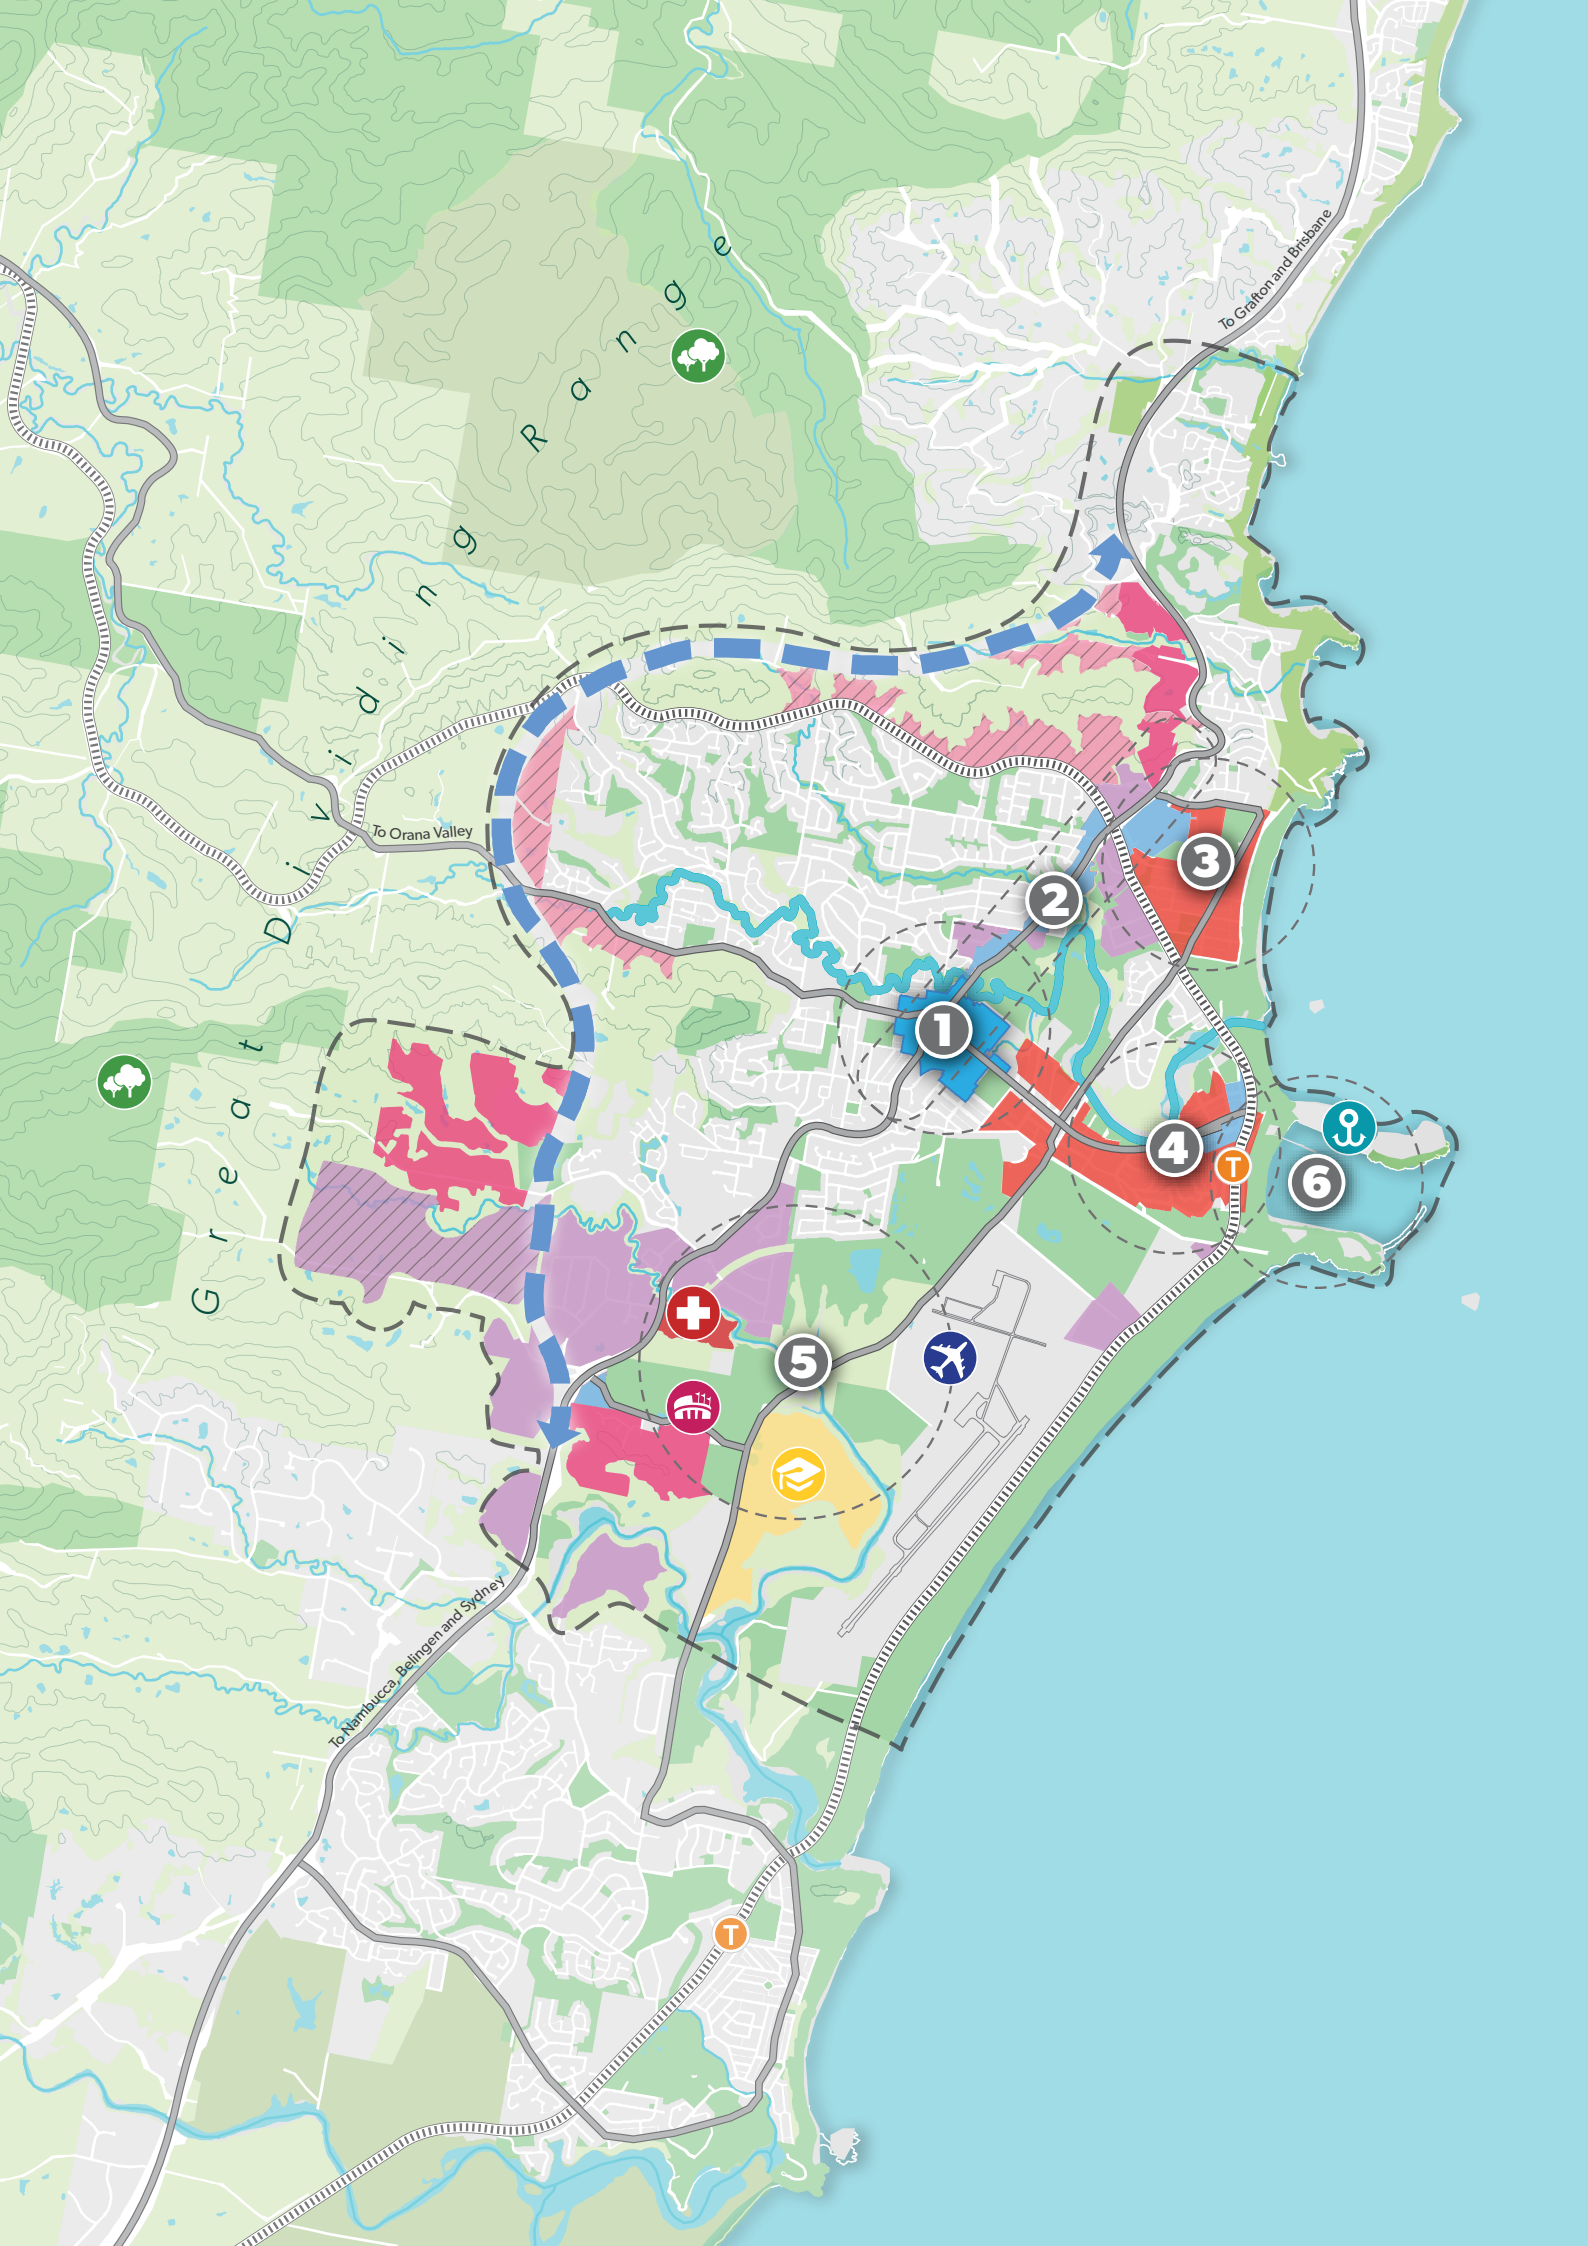 To Grafton and Brisbane
Great Dividing Range
To Orana Valley
3
2
1
4
T
6
5
To Nambucca, Belingen and Sydney
T